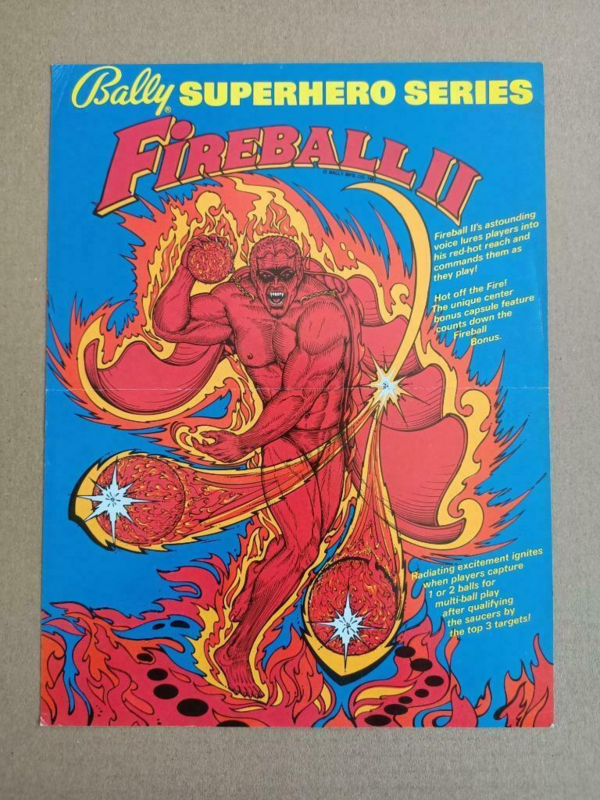 Bally® SUPERHERO SERIES
FIREBALL II
© BALLY MFG. CO. 
Fireball II's astounding
voice lures players into
his red-hot reach and
commands them as
they play!
Hot off the Fire!
The unique center
bonus capsule feature
counts down the
Fireball
Bonus.
Radiating excitement ignites
when players capture
1 or 2 balls for
multi-ball play
after qualifying
the saucers by
the top 3 targets!